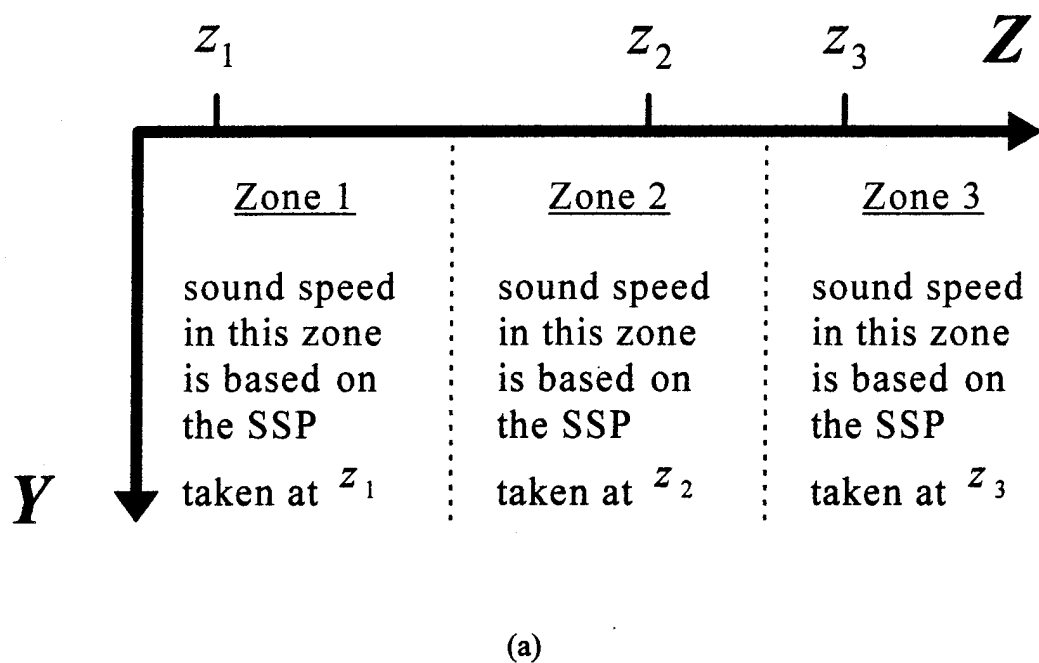 z1 z2 z3 Z
Zone 1 Zone 2 Zone 3
sound speed sound speed sound speed
in this zone in this zone in this zone
is based on is based on is based on
the SSP the SSP the SSP
taken at z1 taken at z2 taken at z3
Y
(a)